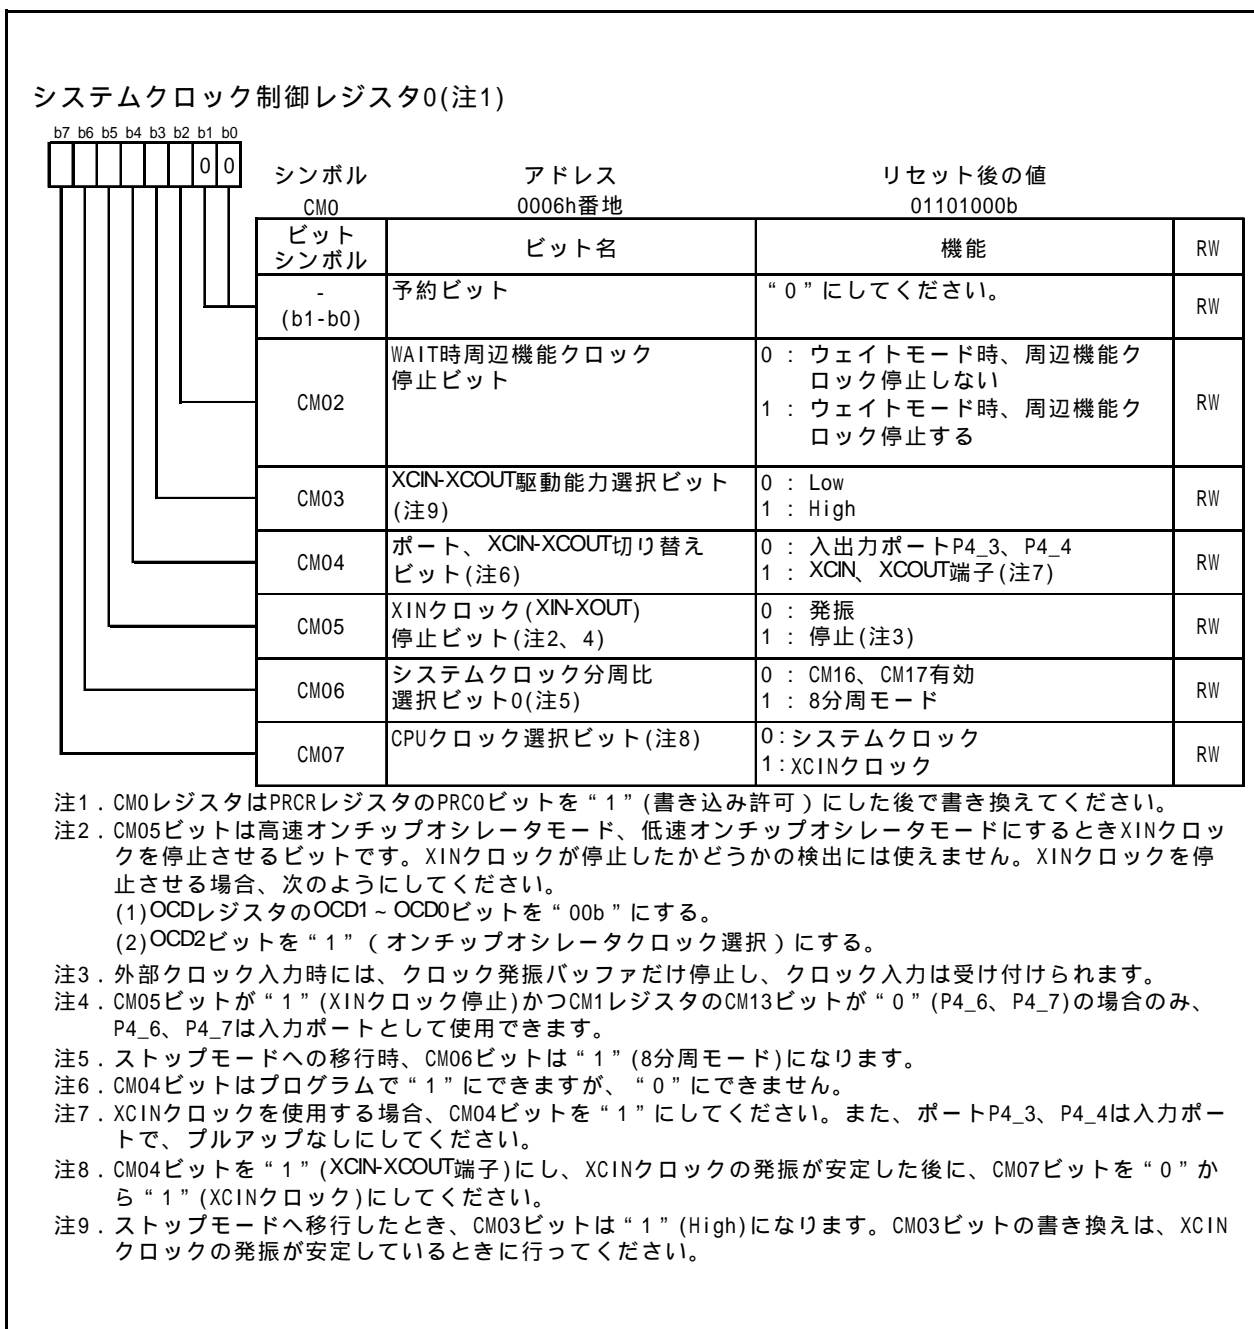 システムクロック制御レジスタ0(注1)
b7 b6 b5 b4 b3 b2 b1 b0
0 0
シンボル アドレス リセット後の値
CM0 0006h番地 01101000b
ビット
シンボル ビット名 機能 RW
-
(b1-b0) 予約ビット “0”にしてください。 RW
CM02 WAIT時周辺機能クロック
停止ビット
0 : ウェイトモード時、周辺機能ク
ロック停止しない
1 : ウェイトモード時、周辺機能ク
ロック停止する
RW
CM03 XCIN-XCOUT駆動能力選択ビット
(注9)
0 : Low
1 : High
RW
CM04 ポート、XCIN-XCOUT切り替え
ビット(注6)
0 : 入出力ポートP4_3、P4_4
1 : XCIN、XCOUT端子(注7)
RW
CM05 XINクロック(XIN-XOUT)
停止ビット(注2、4)
0 : 発振
1 : 停止(注3)
RW
CM06 システムクロック分周比
選択ビット0(注5)
0 : CM16、CM17有効
1 : 8分周モード
RW
CM07 CPUクロック選択ビット(注8)
0:システムクロック
1:XCINクロック
RW
注1．CM0レジスタはPRCRレジスタのPRC0ビットを“1”(書き込み許可)にした後で書き換えてください。
注2．CM05ビットは高速オンチップオシレータモード、低速オンチップオシレータモードにするときXINクロッ
クを停止させるビットです。XINクロックが停止したかどうかの検出には使えません。XINクロックを停
止させる場合、次のようにしてください。
(1)OCDレジスタのOCD1~OCD0ビットを“00b”にする。
(2)OCD2ビットを“1”(オンチップオシレータクロック選択)にする。
注3．外部クロック入力時には、クロック発振バッファだけ停止し、クロック入力は受け付けられます。
注4．CM05ビットが“1”(XINクロック停止)かつCM1レジスタのCM13ビットが“0”(P4_6、P4_7)の場合のみ、
P4_6、P4_7は入力ポートとして使用できます。
注5．ストップモードへの移行時、CM06ビットは“1”(8分周モード)になります。
注6．CM04ビットはプログラムで“1”にできますが、“0”にできません。
注7．XCINクロックを使用する場合、CM04ビットを“1”にしてください。また、ポートP4_3、P4_4は入力ポー
トで、プルアップなしにしてください。
注8．CM04ビットを“1”(XCIN-XCOUT端子)にし、XCINクロックの発振が安定した後に、CM07ビットを“0”か
ら“1”(XCINクロック)にしてください。
注9．ストップモードへ移行したとき、CM03ビットは“1”(High)になります。CM03ビットの書き換えは、XCIN
クロックの発振が安定しているときに行ってください。